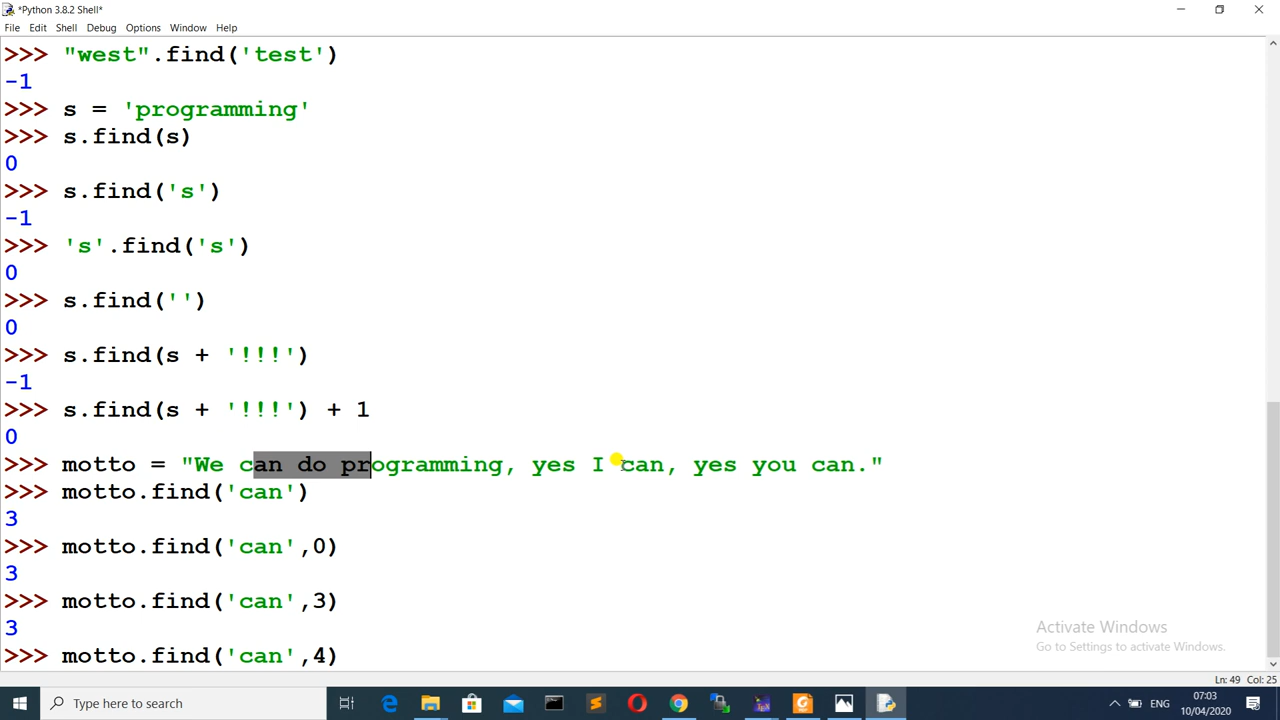 *Python 3.8.2 Shell*
File Edit Shell Debug Options Window Help
>>> "west".find('test')
-1
>>> s = 'programming'
>>> s.find(s)
0
>>> s.find('s')
-1
>>> 's'.find('s')
0
>>> s.find('')
0
>>> s.find(s + '!!!')
-1
>>> s.find(s + '!!!') + 1
0
>>> motto = "We can do programming, yes I can, yes you can."
>>> motto.find('can')
3
>>> motto.find('can',0)
3
>>> motto.find('can',3)
3
>>> motto.find('can',4)
Activate Windows
Go to Settings to activate Windows.
Ln: 49 Col: 25
Type here to search
ENG
07:03
10/04/2020